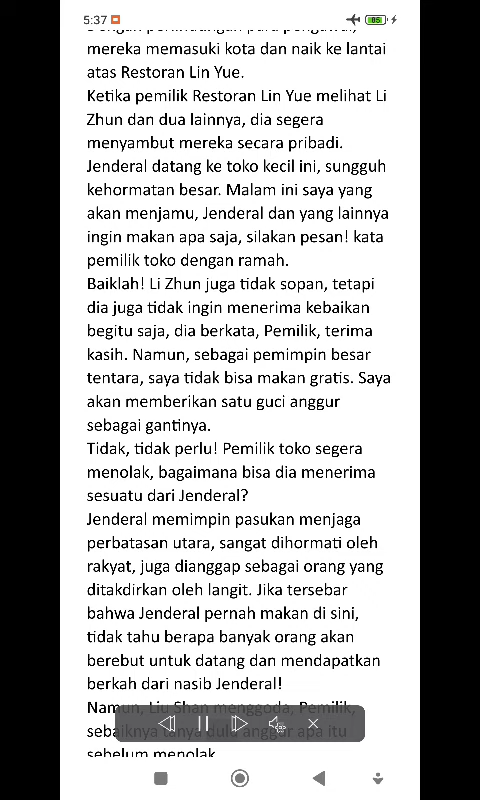 5:37
86
mereka memasuki kota dan naik ke lantai
atas Restoran Lin Yue.
Ketika pemilik Restoran Lin Yue melihat Li
Zhun dan dua lainnya, dia segera
menyambut mereka secara pribadi.
Jenderal datang ke toko kecil ini, sungguh
kehormatan besar. Malam ini saya yang
akan menjamu, Jenderal dan yang lainnya
ingin makan apa saja, silakan pesan! kata
pemilik toko dengan ramah.
Baiklah! Li Zhun juga tidak sopan, tetapi
dia juga tidak ingin menerima kebaikan
begitu saja, dia berkata, Pemilik, terima
kasih. Namun, sebagai pemimpin besar
tentara, saya tidak bisa makan gratis. Saya
akan memberikan satu guci anggur
sebagai gantinya.
Tidak, tidak perlu! Pemilik toko segera
menolak, bagaimana bisa dia menerima
sesuatu dari Jenderal?
Jenderal memimpin pasukan menjaga
perbatasan utara, sangat dihormati oleh
rakyat, juga dianggap sebagai orang yang
ditakdirkan oleh langit. Jika tersebar
bahwa Jenderal pernah makan di sini,
tidak tahu berapa banyak orang akan
berebut untuk datang dan mendapatkan
berkah dari nasib Jenderal!
Namun, Liu Shan menggoda, Pemilik,
sebaiknya tanya dulu anggur apa itu
sebelum menolak